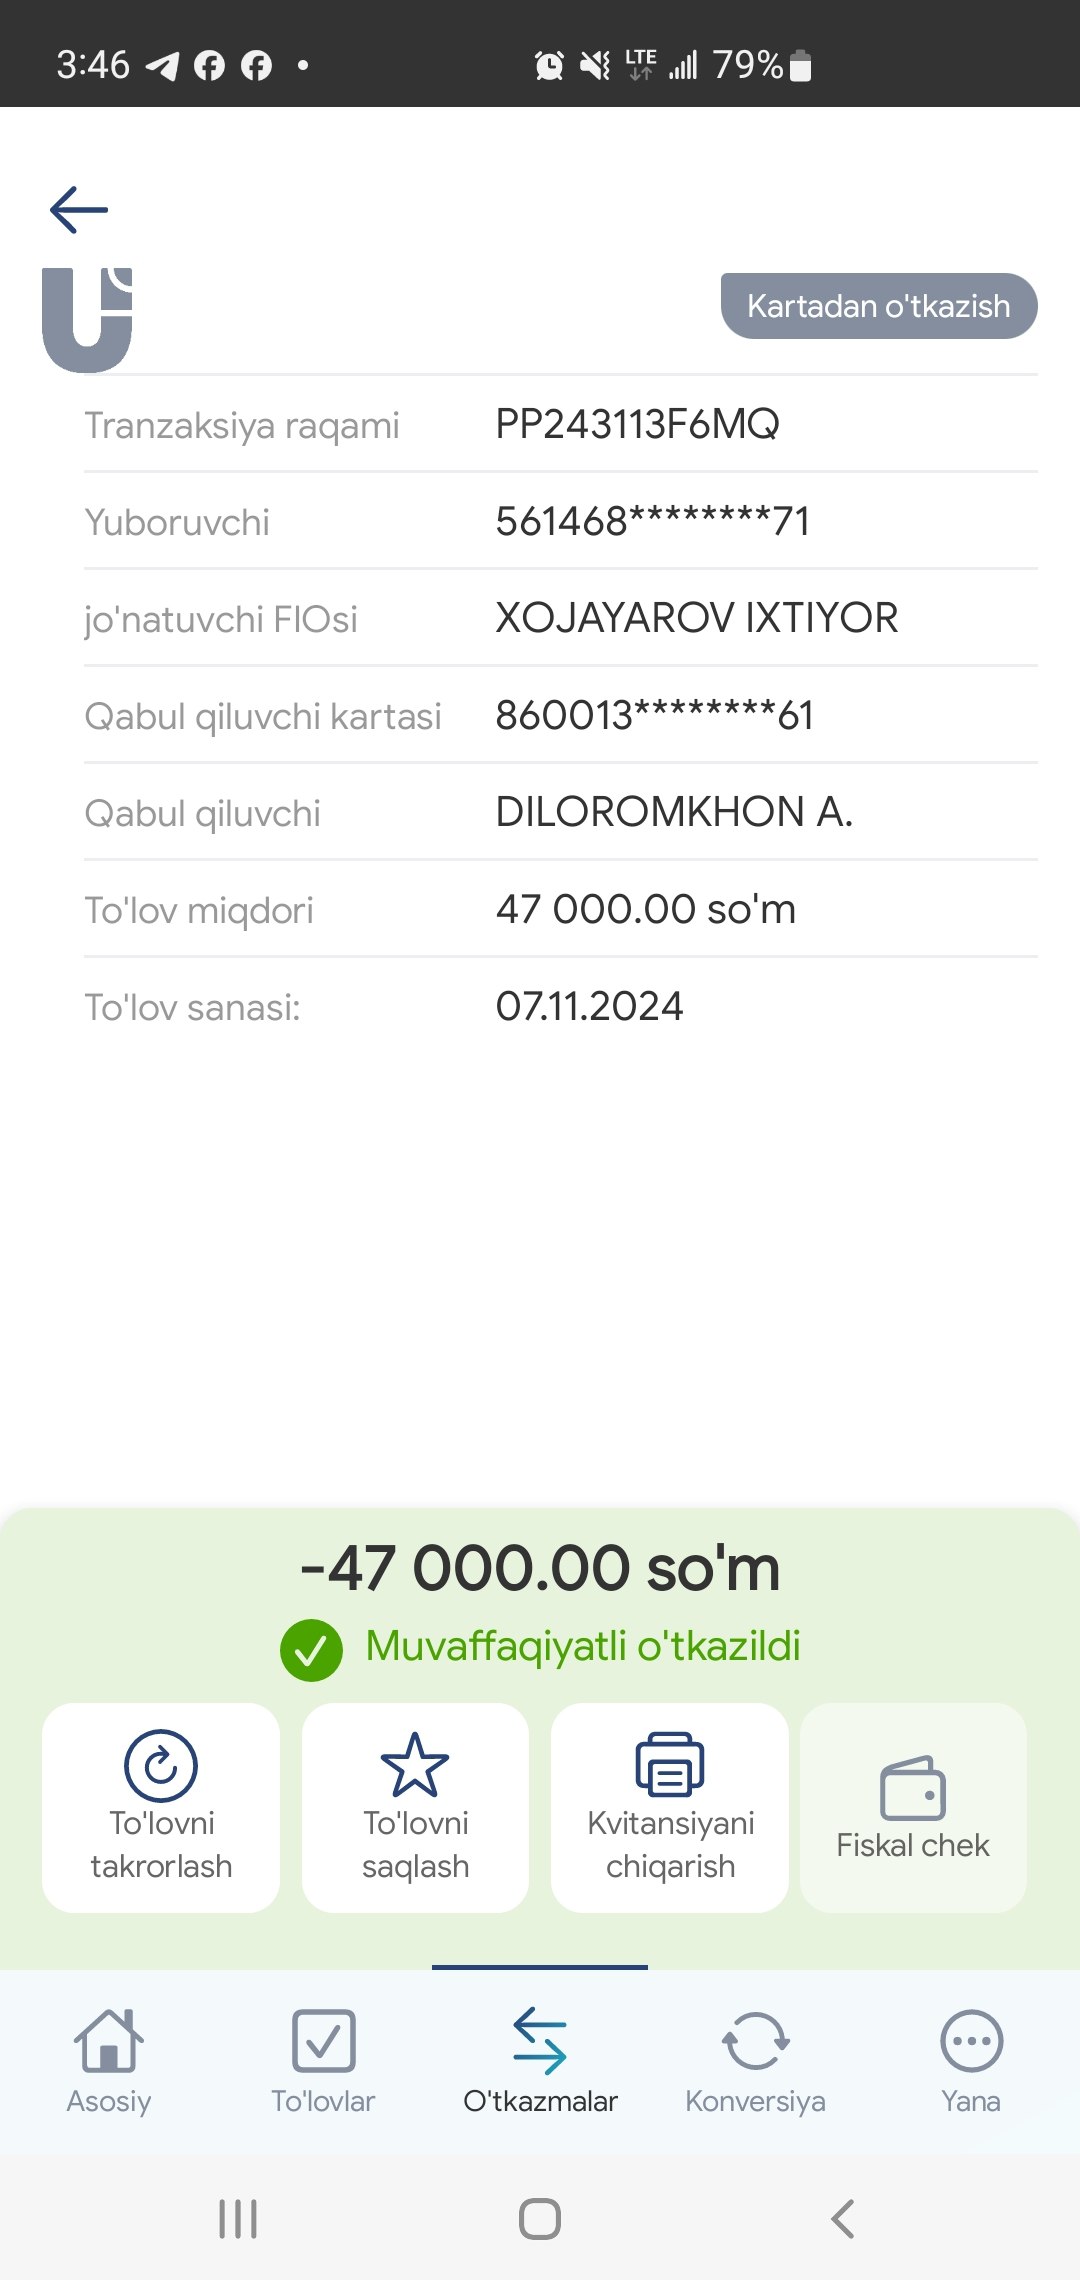 3:46 LTE 79%
Kartadan o'tkazish
Tranzaksiya raqami PP243113F6MQ
Yuboruvchi 561468********71
jo'natuvchi FIOsi XOJAYAROV IXTIYOR
Qabul qiluvchi kartasi 860013********61
Qabul qiluvchi DILOROMKHON A.
To'lov miqdori 47 000.00 so'm
To'lov sanasi: 07.11.2024
-47 000.00 so'm
Muvaffaqiyatli o'tkazildi
To'lovni takrorlash
To'lovni saqlash
Kvitansiyani chiqarish
Fiskal chek
Asosiy To'lovlar O'tkazmalar Konversiya Yana